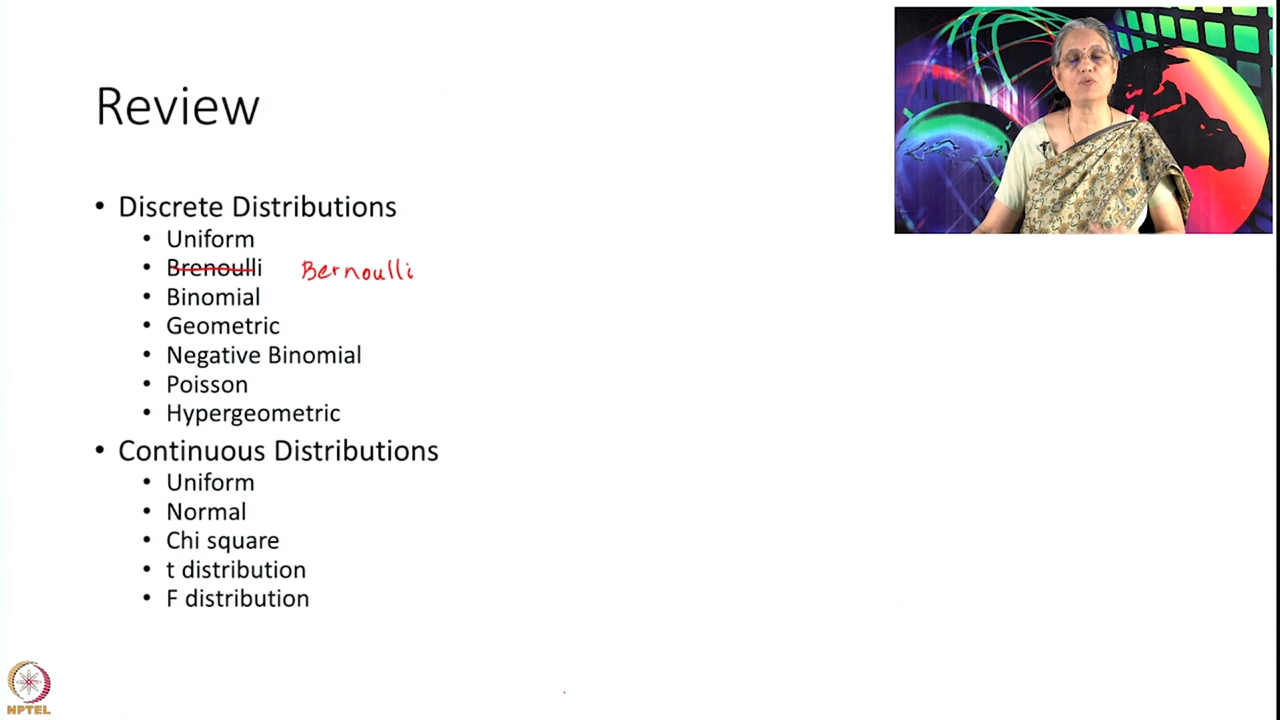 Review
• Discrete Distributions
• Uniform
• Brenoulli Bernoulli
• Binomial
• Geometric
• Negative Binomial
• Poisson
• Hypergeometric
• Continuous Distributions
• Uniform
• Normal
• Chi square
• t distribution
• F distribution
NPTEL